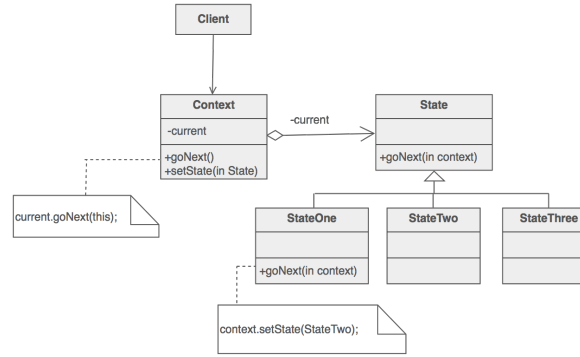 Client
Context
-current
+goNext()
+setState(in State)
-current
State
+goNext(in context)
current.goNext(this);
StateOne
+goNext(in context)
StateTwo
StateThree
context.setState(StateTwo);